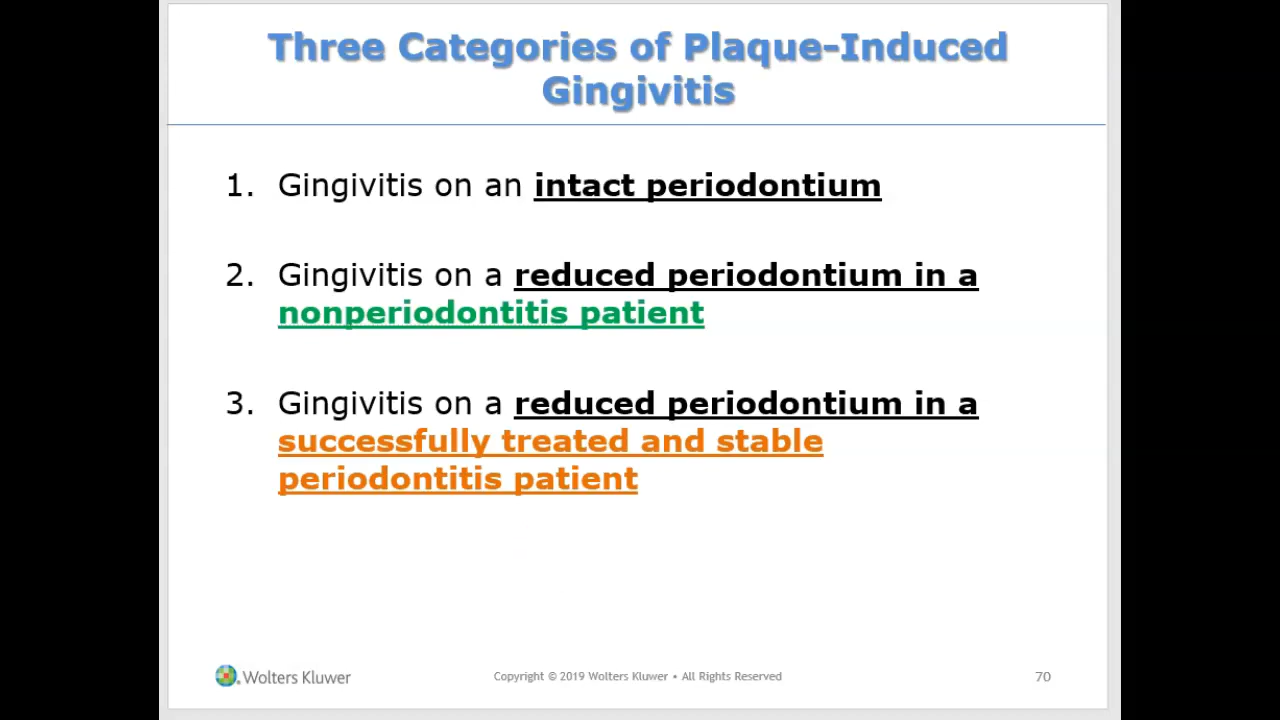 Three Categories of Plaque-Induced
Gingivitis
1. Gingivitis on an intact periodontium
2. Gingivitis on a reduced periodontium in a
nonperiodontitis patient
3. Gingivitis on a reduced periodontium in a
successfully treated and stable
periodontitis patient
Wolters Kluwer
Copyright © 2019 Wolters Kluwer • All Rights Reserved
70